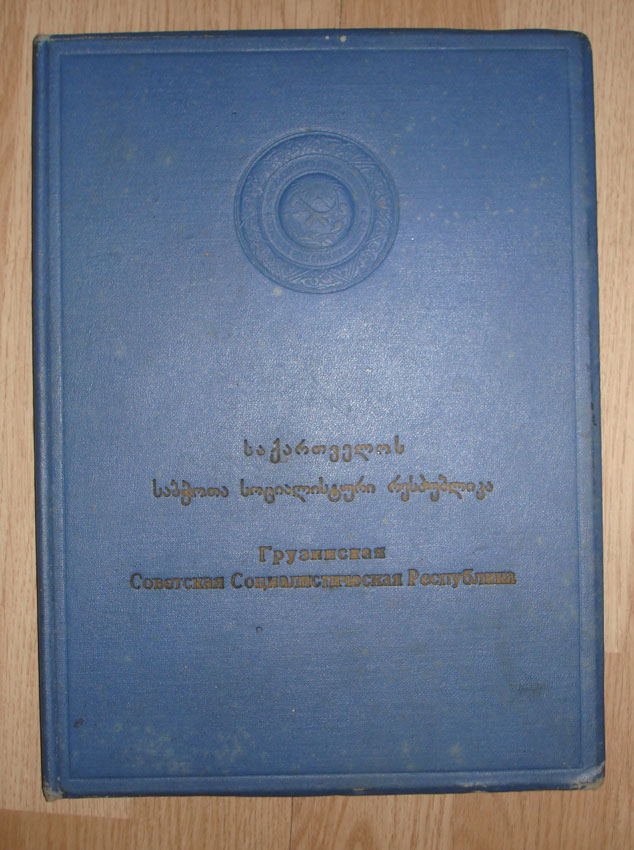 საქართველოს
საბჭოთა სოციალისტური რესპუბლიკა
Грузинская
Советская Социалистическая Республика